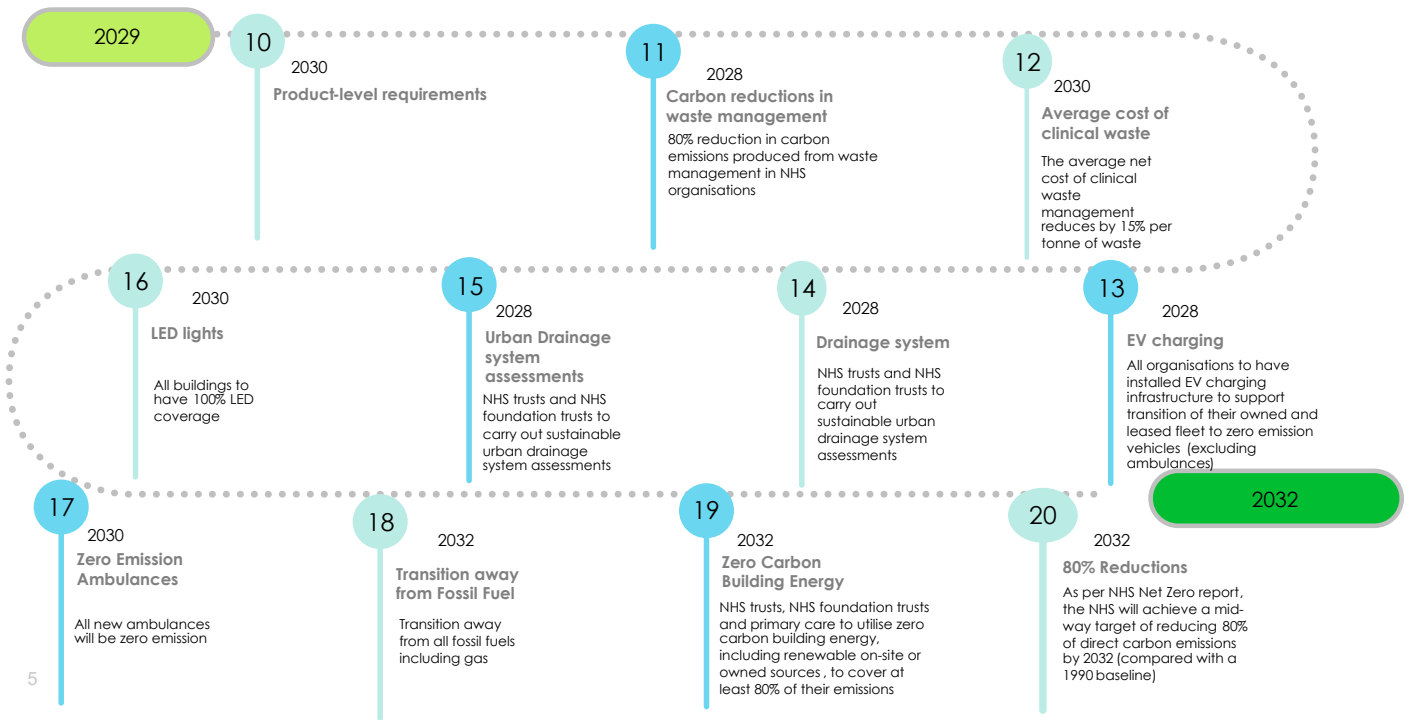 2029
10
2030
Product-level requirements
11
2028
Carbon reductions in
waste management
80% reduction in carbon
emissions produced from waste
management in NHS
organisations
12
2030
Average cost of
clinical waste
The average net
cost of clinical
waste
management
reduces by 15% per
tonne of waste
16
2030
LED lights
All buildings to
have 100% LED
coverage
15
2028
Urban Drainage
system
assessments
NHS trusts and NHS
foundation trusts to
carry out sustainable
urban drainage
system assessments
14
2028
Drainage system
NHS trusts and NHS
foundation trusts to
carry out
sustainable urban
drainage system
assessments
13
2028
EV charging
All organisations to have
installed EV charging
infrastructure to support
transition of their owned and
leased fleet to zero emission
vehicles (excluding
ambulances)
2032
17
2030
Zero Emission
Ambulances
All new ambulances
will be zero emission
18
2032
Transition away
from Fossil Fuel
Transition away
from all fossil fuels
including gas
19
2032
Zero Carbon
Building Energy
NHS trusts, NHS foundation trusts
and primary care to utilise zero
carbon building energy,
including renewable on-site or
owned sources , to cover at
least 80% of their emissions
20
2032
80% Reductions
As per NHS Net Zero report,
the NHS will achieve a mid-
way target of reducing 80%
of direct carbon emissions
by 2032 (compared with a
1990 baseline)
5